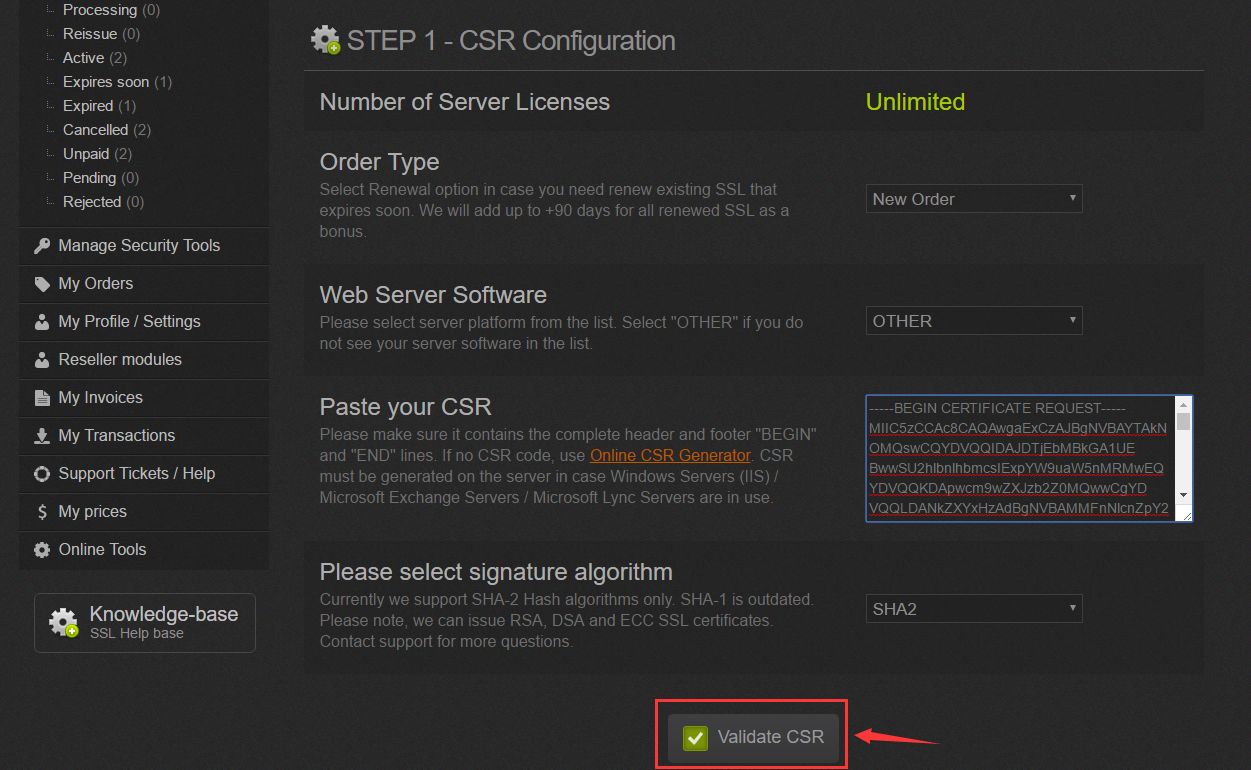 Processing (0)
Reissue (0)
Active (2)
Expires soon (1)
Expired (1)
Cancelled (2)
Unpaid (2)
Pending (0)
Rejected (0)
Manage Security Tools
My Orders
My Profile / Settings
Reseller modules
My Invoices
My Transactions
Support Tickets / Help
$ My prices
Online Tools
Knowledge-base
SSL Help base
STEP 1 - CSR Configuration
Number of Server Licenses
Unlimited
Order Type
Select Renewal option in case you need renew existing SSL that
expires soon. We will add up to +90 days for all renewed SSL as a
bonus.
New Order
Web Server Software
Please select server platform from the list. Select "OTHER" if you do
not see your server software in the list.
OTHER
Paste your CSR
Please make sure it contains the complete header and footer "BEGIN"
and "END" lines. If no CSR code, use Online CSR Generator. CSR
must be generated on the server in case Windows Servers (IIS) /
Microsoft Exchange Servers / Microsoft Lync Servers are in use.
-----BEGIN CERTIFICATE REQUEST-----
MIIC5zCCAc8CAQAwgaExCzAJBgNVBAYTAkN
OMQswCQYDVQQIDAJDTjEbMBkGA1UE
BwwSU2hlbnlhbmcsIExpYW9uaW5nMRMwEQ
YDVQQKDApwcm9wZXJzb2Z0MQwwCgYD
VQQLDANkZXYxHzAdBgNVBAMMFnNlcnZpY2
Please select signature algorithm
Currently we support SHA-2 Hash algorithms only. SHA-1 is outdated.
Please note, we can issue RSA, DSA and ECC SSL certificates.
Contact support for more questions.
SHA2
Validate CSR